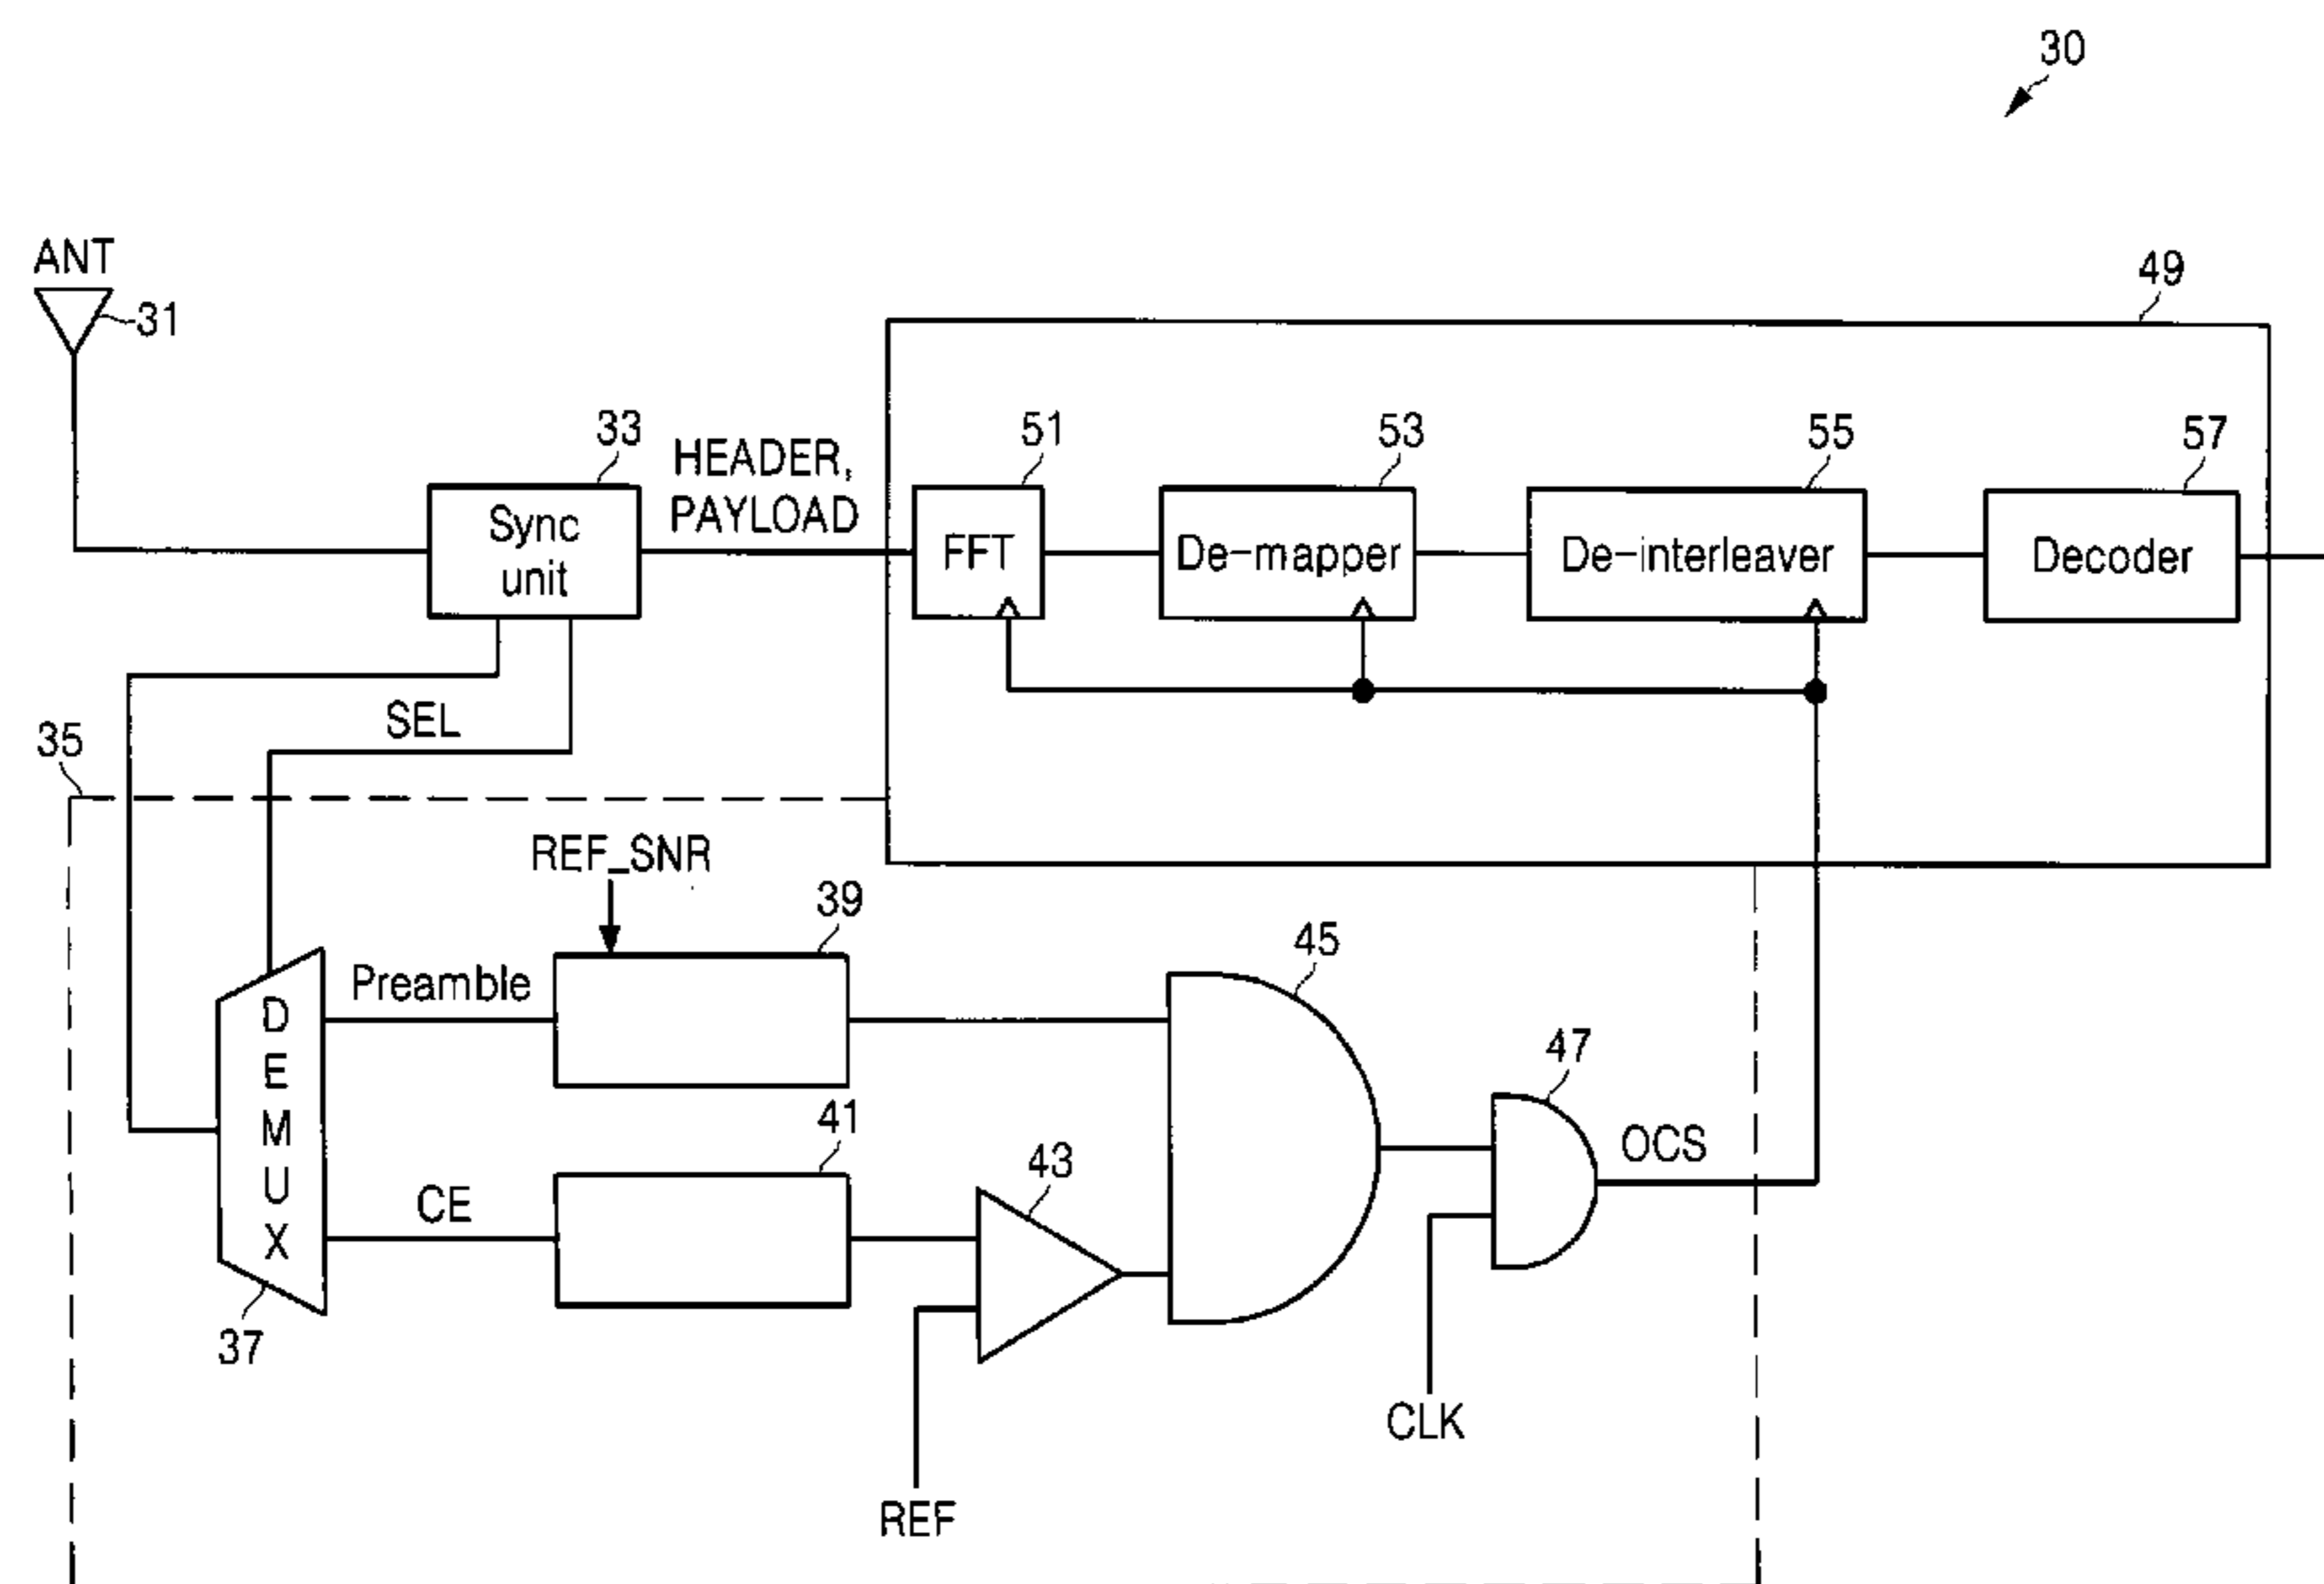 30
ANT
31
49
33
HEADER,
PAYLOAD
51
53
55
57
Sync
unit
FFT
De-mapper
De-interleaver
Decoder
SEL
35
REF_SNR
39
45
Preamble
DEMUX
47
41
OCS
CE
43
37
CLK
REF